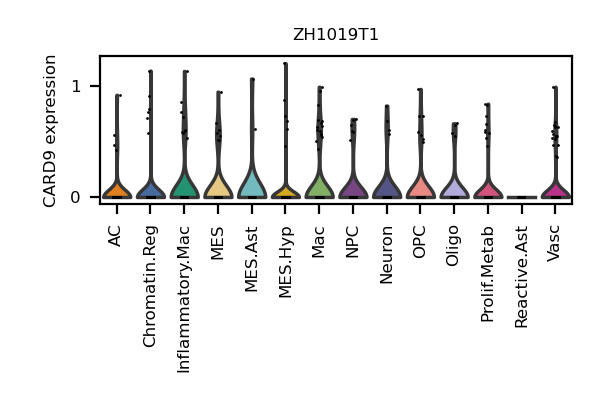 ZH1019T1
CARD9 expression
1
0
AC
Chromatin.Reg
Inflammatory.Mac
MES
MES.Ast
MES.Hyp
Mac
NPC
Neuron
OPC
Oligo
Prolif.Metab
Reactive.Ast
Vasc